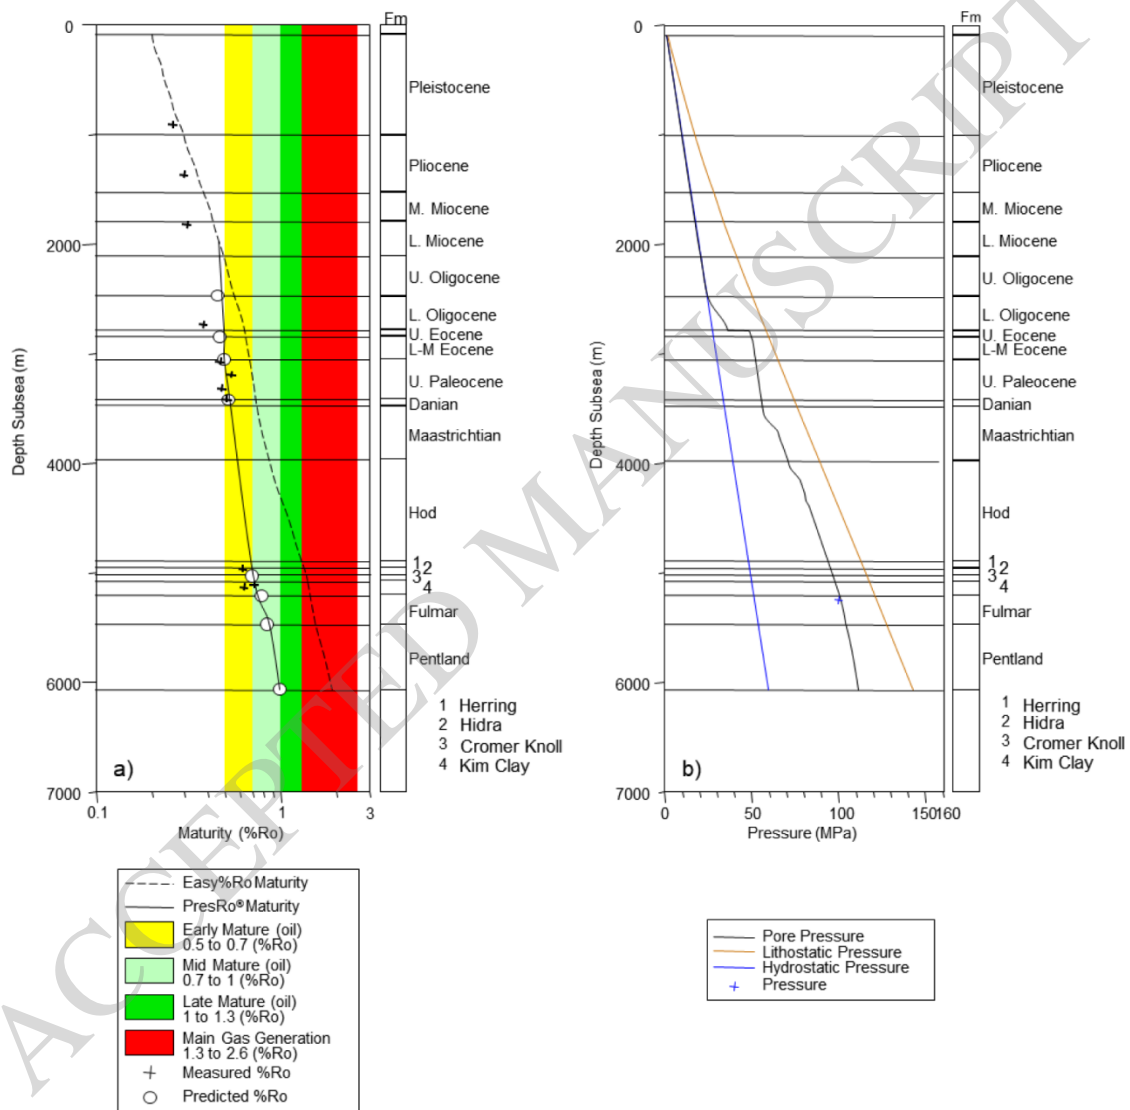 ACCEPTED MANUSCRIPT
Fm
0
2000
4000
6000
7000
Depth Subsea (m)
Pleistocene
Pliocene
M. Miocene
L. Miocene
U. Oligocene
L. Oligocene
U. Eocene
L-M Eocene
U. Paleocene
Danian
Maastrichtian
Hod
1
2
3
4
Fulmar
Pentland
1 Herring
2 Hidra
3 Cromer Knoll
4 Kim Clay
a)
0.1 1 3
Maturity (%Ro)
Easy%Ro Maturity
PresRo® Maturity
Early Mature (oil)
0.5 to 0.7 (%Ro)
Mid Mature (oil)
0.7 to 1 (%Ro)
Late Mature (oil)
1 to 1.3 (%Ro)
Main Gas Generation
1.3 to 2.6 (%Ro)
Measured %Ro
Predicted %Ro
Fm
0
2000
4000
6000
7000
Depth Subsea (m)
Pleistocene
Pliocene
M. Miocene
L. Miocene
U. Oligocene
L. Oligocene
U. Eocene
L-M Eocene
U. Paleocene
Danian
Maastrichtian
Hod
1
2
3
4
Fulmar
Pentland
1 Herring
2 Hidra
3 Cromer Knoll
4 Kim Clay
b)
0 50 100 150 160
Pressure (MPa)
Pore Pressure
Lithostatic Pressure
Hydrostatic Pressure
Pressure